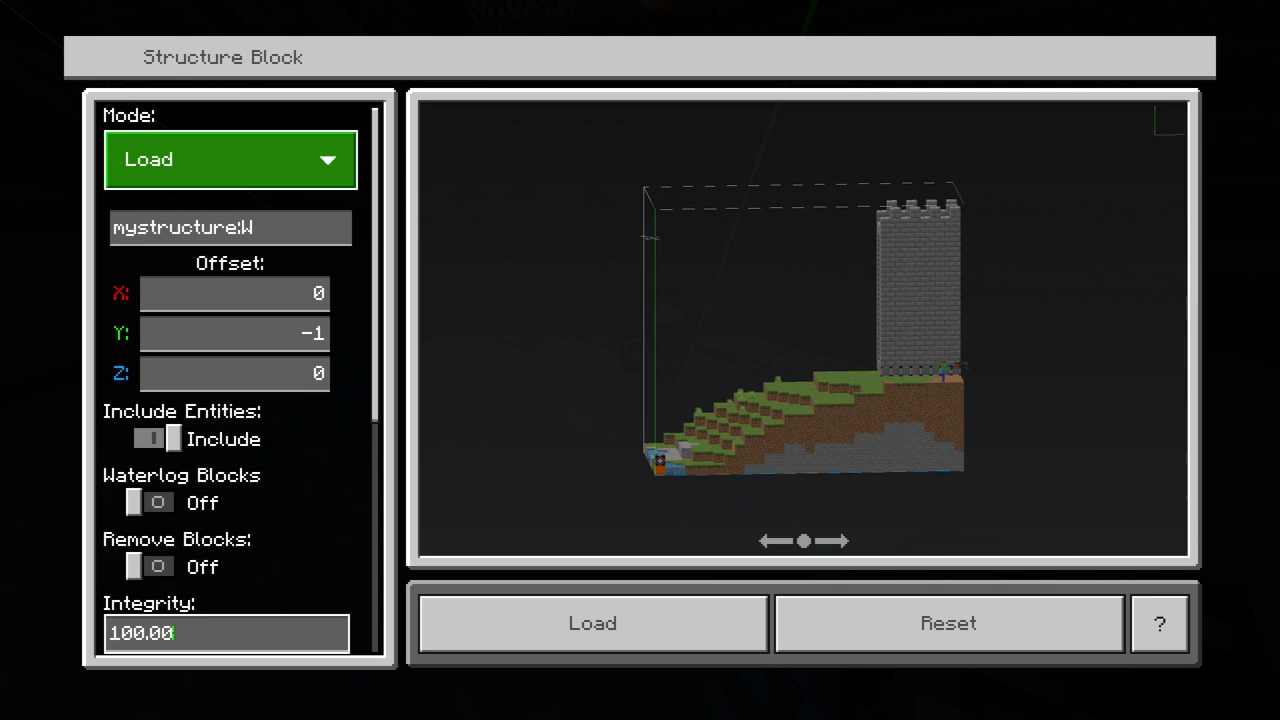 Structure Block
Mode:
Load
mystructure:W
Offset:
X: 0
Y: -1
Z: 0
Include Entities:
Include
Waterlog Blocks
Off
Remove Blocks:
Off
Integrity:
100.00
Load
Reset
?